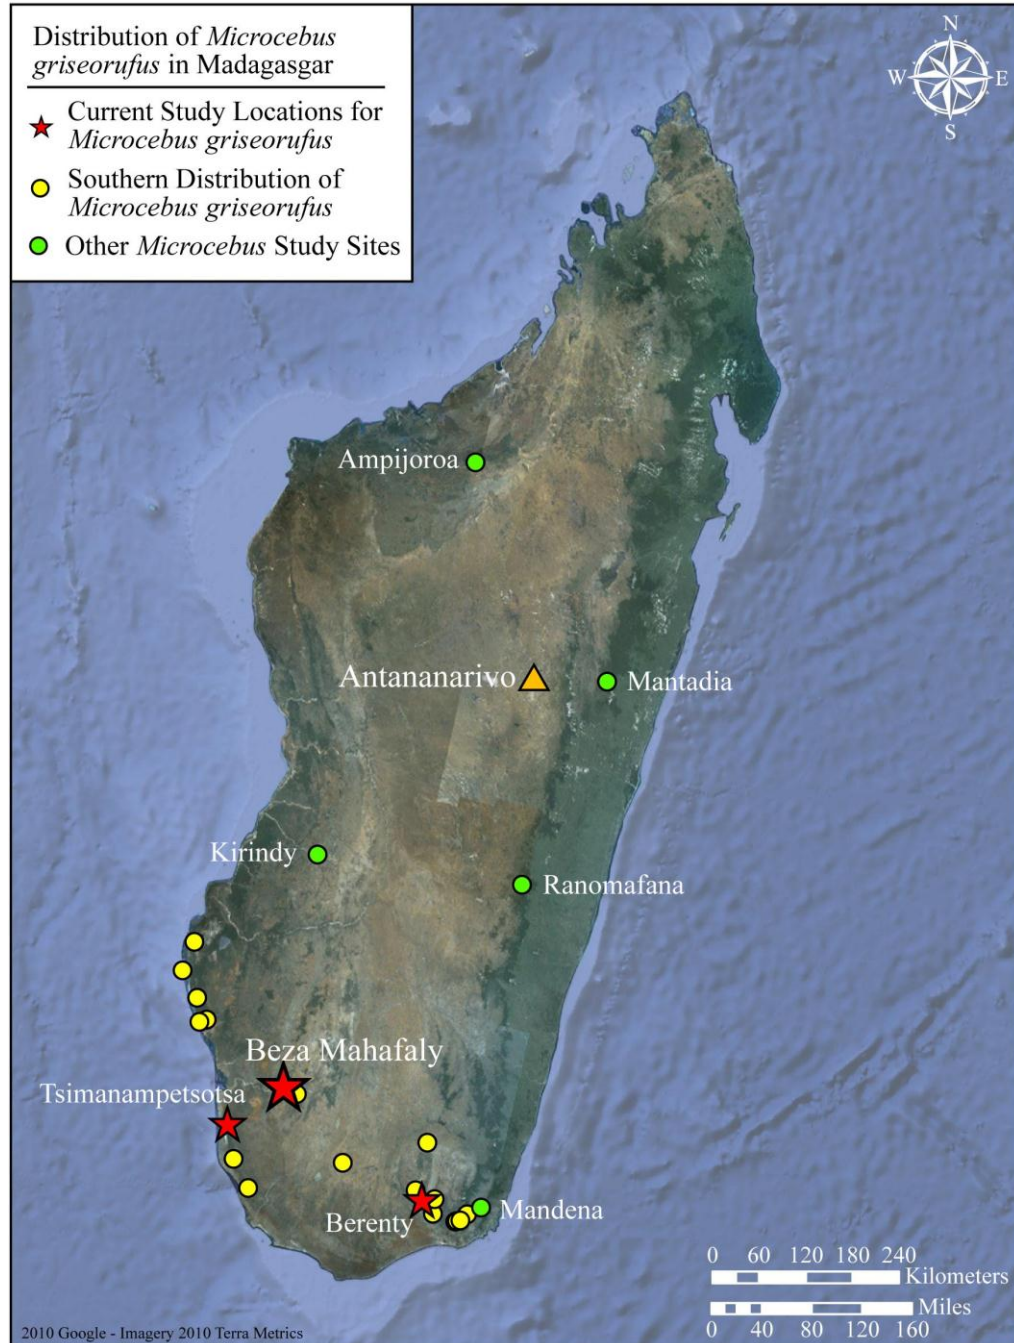 Distribution of Microcebus
griseorufus in Madagasgar
Current Study Locations for
Microcebus griseorufus
Southern Distribution of
Microcebus griseorufus
Other Microcebus Study Sites
N
W E
S
Ampijoroa
Antananarivo
Mantadia
Kirindy
Ranomafana
Beza Mahafaly
Tsimanampetsotsa
Berenty
Mandena
0 60 120 180 240
Kilometers
Miles
0 40 80 120 160
2010 Google - Imagery 2010 Terra Metrics